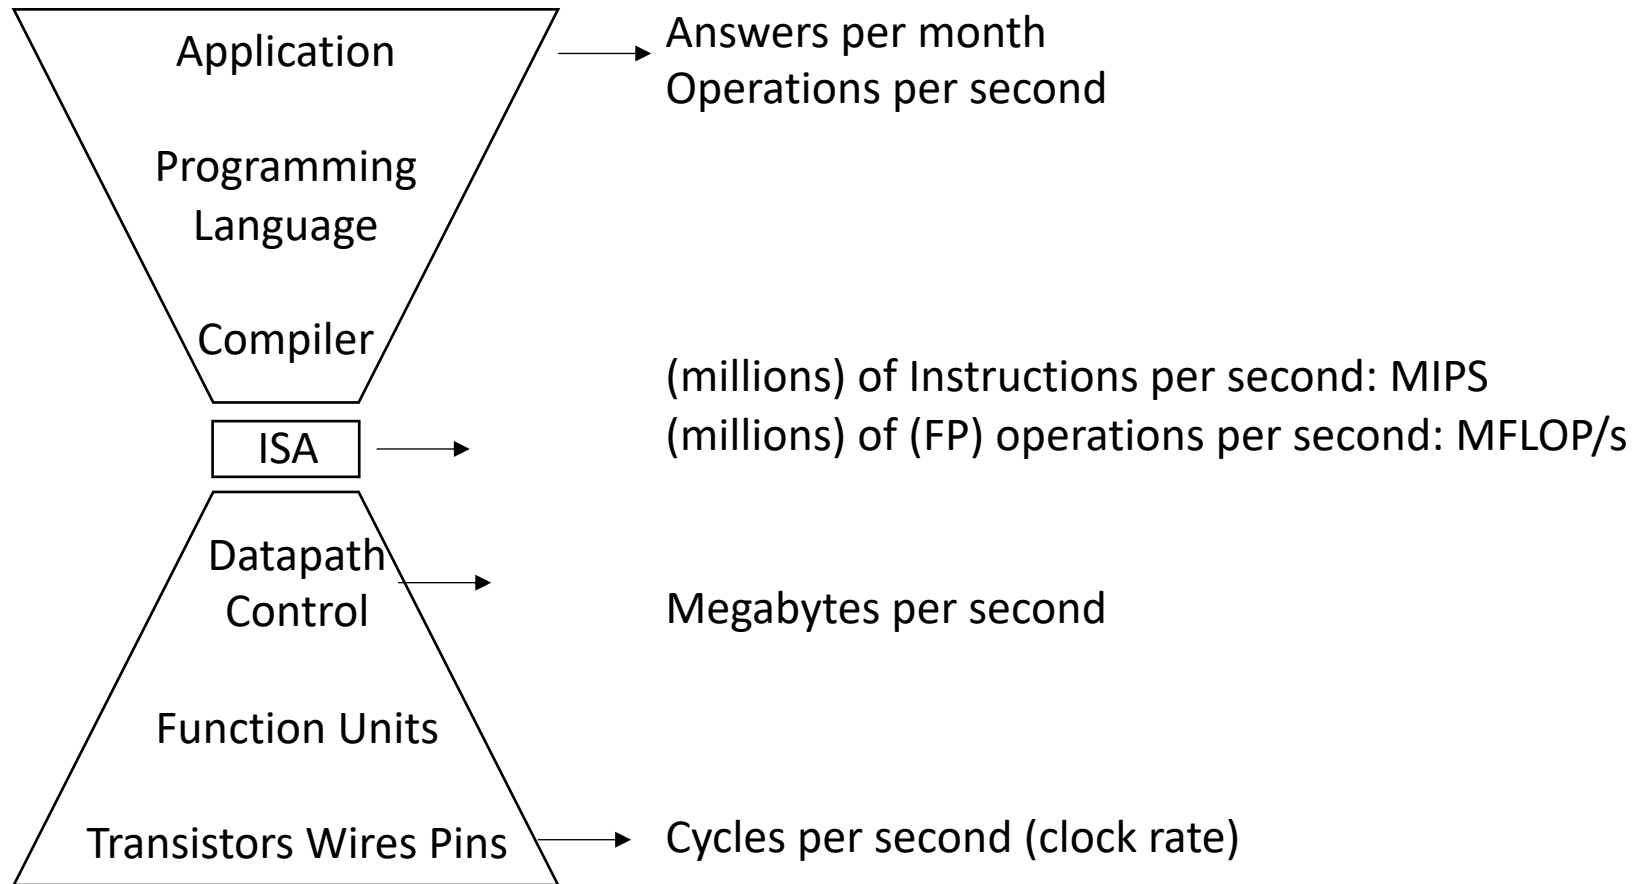 Application
Answers per month
Operations per second
Programming
Language
Compiler
(millions) of Instructions per second: MIPS
(millions) of (FP) operations per second: MFLOP/s
ISA
Datapath
Control
Megabytes per second
Function Units
Transistors Wires Pins
Cycles per second (clock rate)